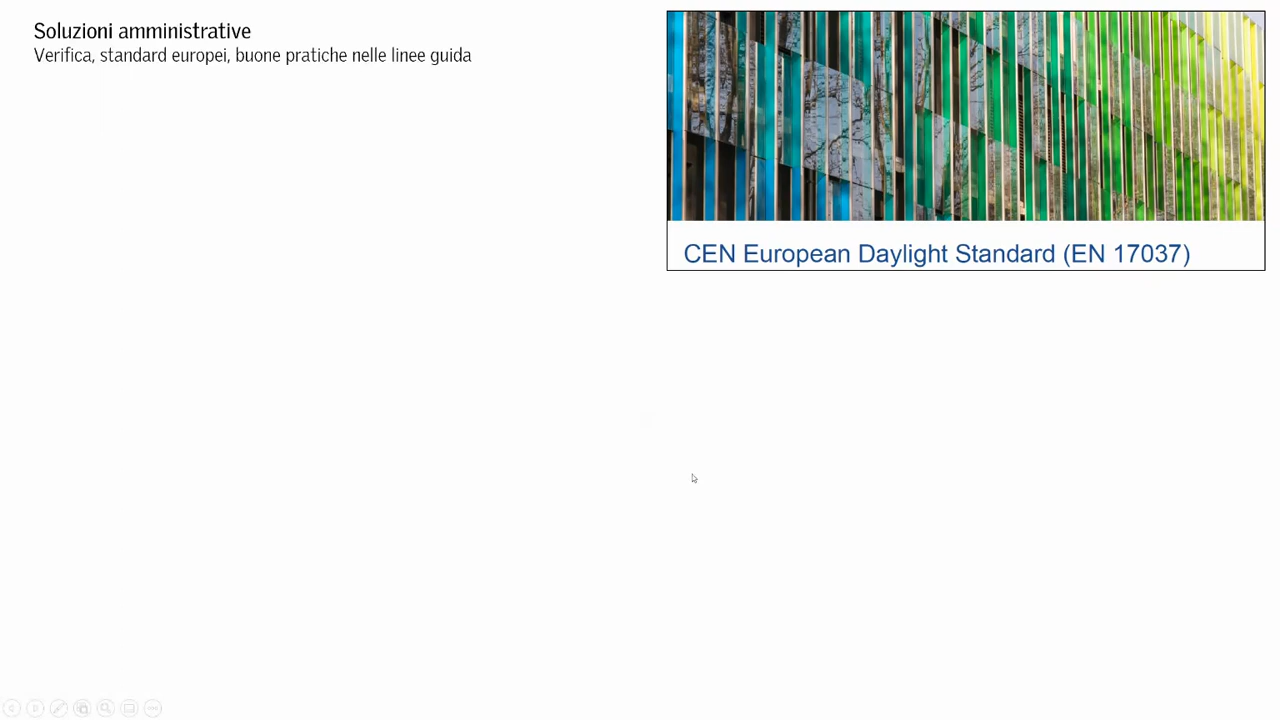 Soluzioni amministrative
Verifica, standard europei, buone pratiche nelle linee guida
CEN European Daylight Standard (EN 17037)